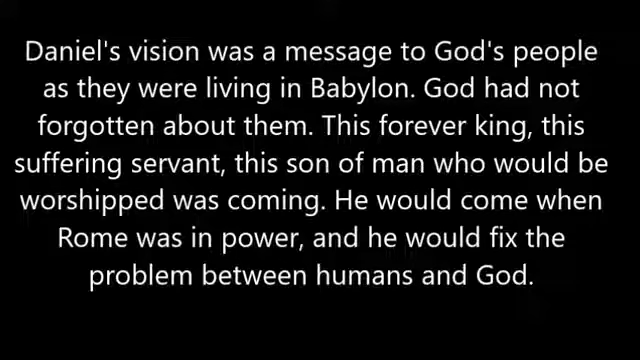 Daniel's vision was a message to God's people
as they were living in Babylon. God had not
forgotten about them. This forever king, this
suffering servant, this son of man who would be
worshipped was coming. He would come when
Rome was in power, and he would fix the
problem between humans and God.